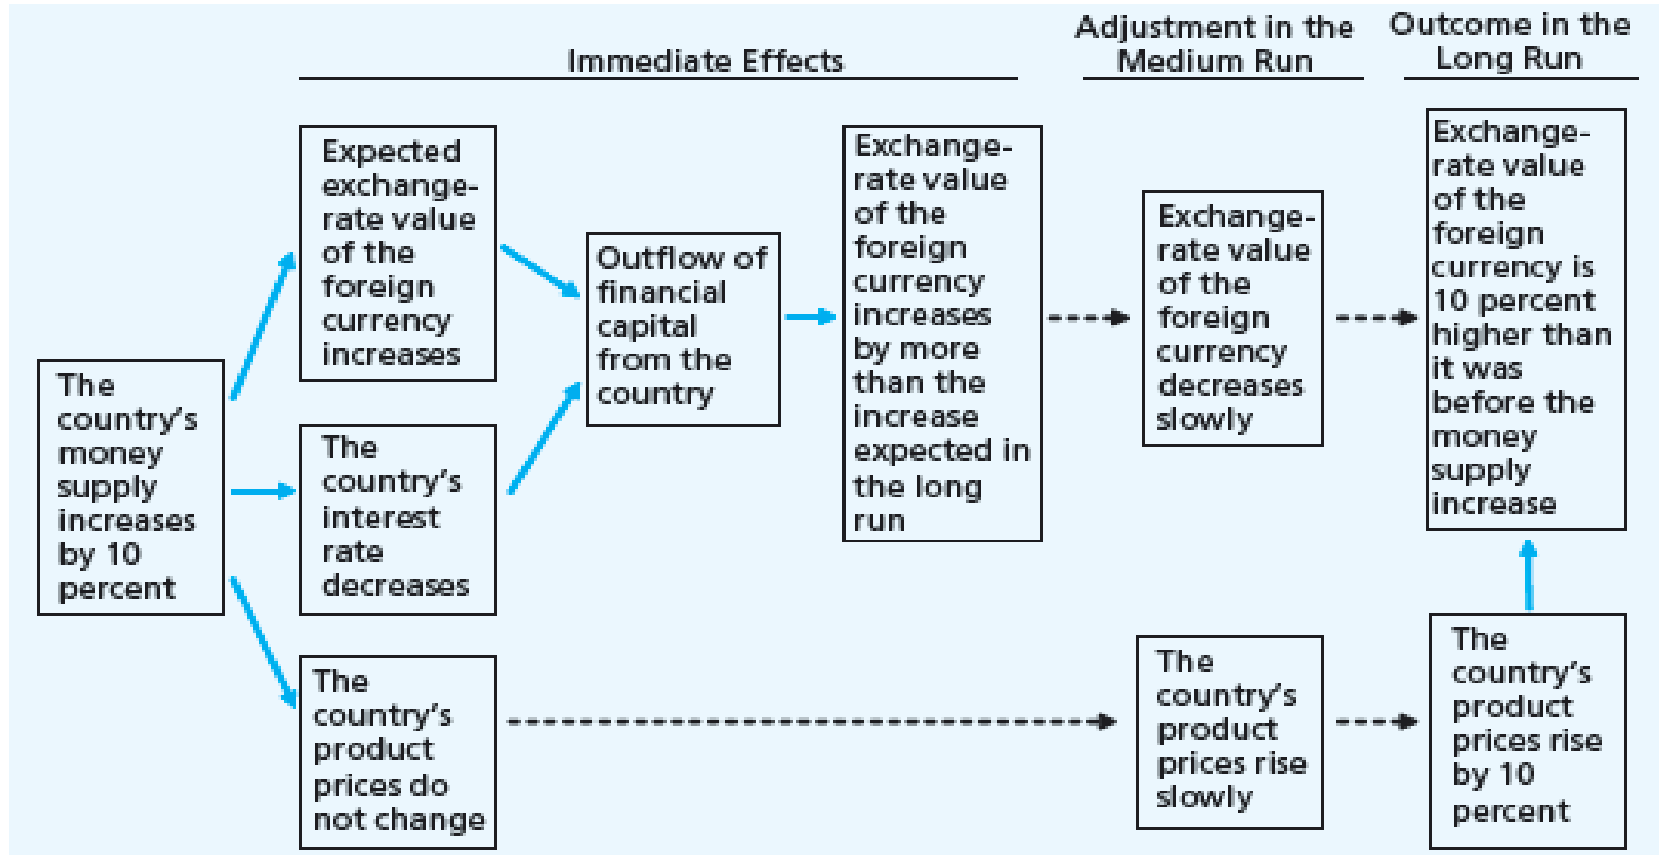 Immediate Effects
Adjustment in the
Medium Run
Outcome in the
Long Run
The
country's
money
supply
increases
by 10
percent
Expected
exchange-
rate value
of the
foreign
currency
increases
The
country's
interest
rate
decreases
The
country's
product
prices do
not change
Outflow of
financial
capital
from the
country
Exchange-
rate value
of the
foreign
currency
increases
by more
than the
increase
expected in
the long
run
Exchange-
rate value
of the
foreign
currency
decreases
slowly
The
country's
product
prices rise
slowly
Exchange-
rate value
of the
foreign
currency is
10 percent
higher than
it was
before the
money
supply
increase
The
country's
product
prices rise
by 10
percent